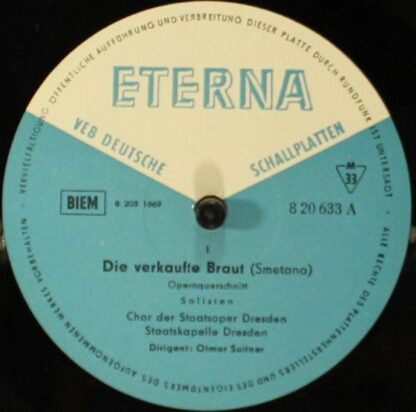 ETERNA
VEB DEUTSCHE SCHALLPLATTEN
M
33
BIEM
8 20 633 A
1
Die verkaufte Braut (Smetana)
Opernquerschnitt
Solisten
Chor der Staatsoper Dresden
Staatskapelle Dresden
Dirigent: Otmar Suitner
ALLE RECHTE DES PLATTENHERSTELLERS UND DES EIGENTÜMERS DES AUFGENOMMENEN WERKES VORBEHALTEN · VERVIELFÄLTIGUNG, ÖFFENTLICHE AUFFÜHRUNG UND VERBREITUNG DIESER PLATTE DURCH RUNDFUNK IST UNTERSAGT ·